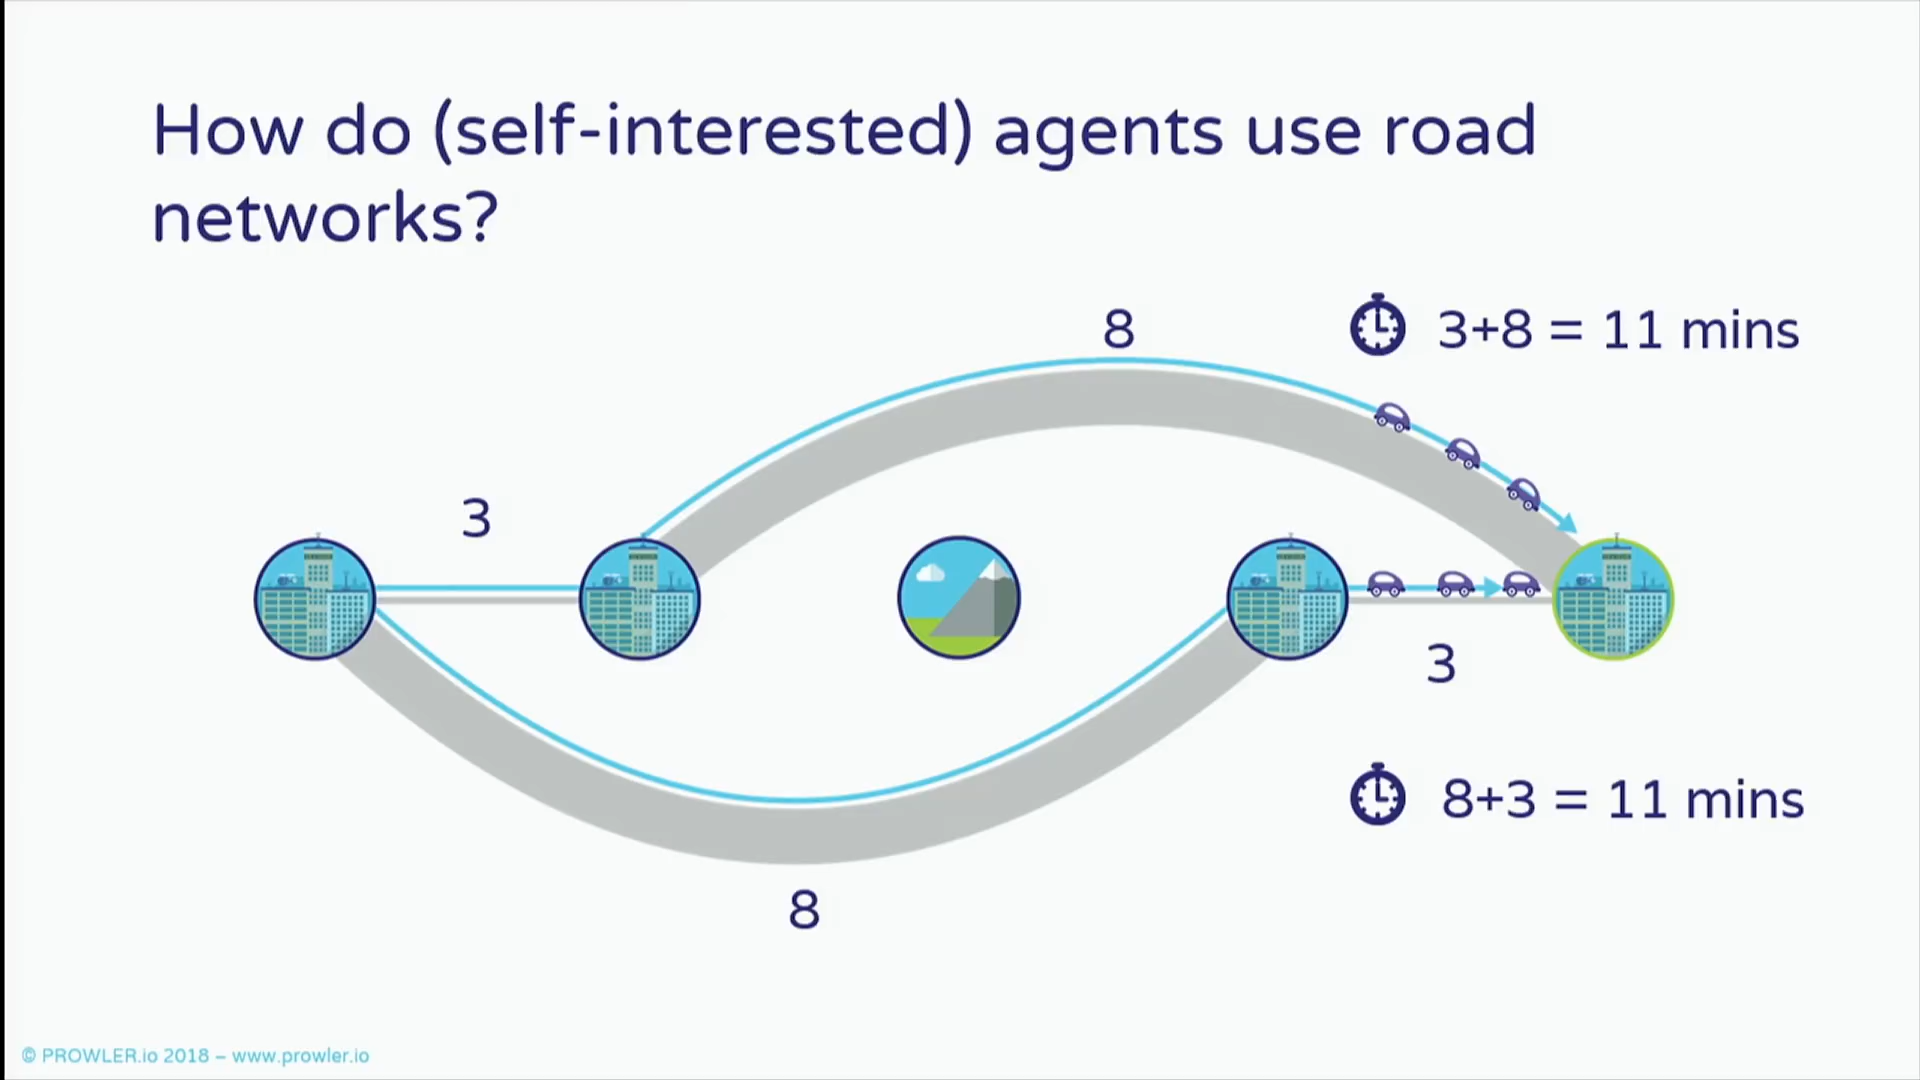 How do (self-interested) agents use road
networks?
8
3+8 = 11 mins
3
3
8+3 = 11 mins
8
© PROWLER.io 2018 – www.prowler.io